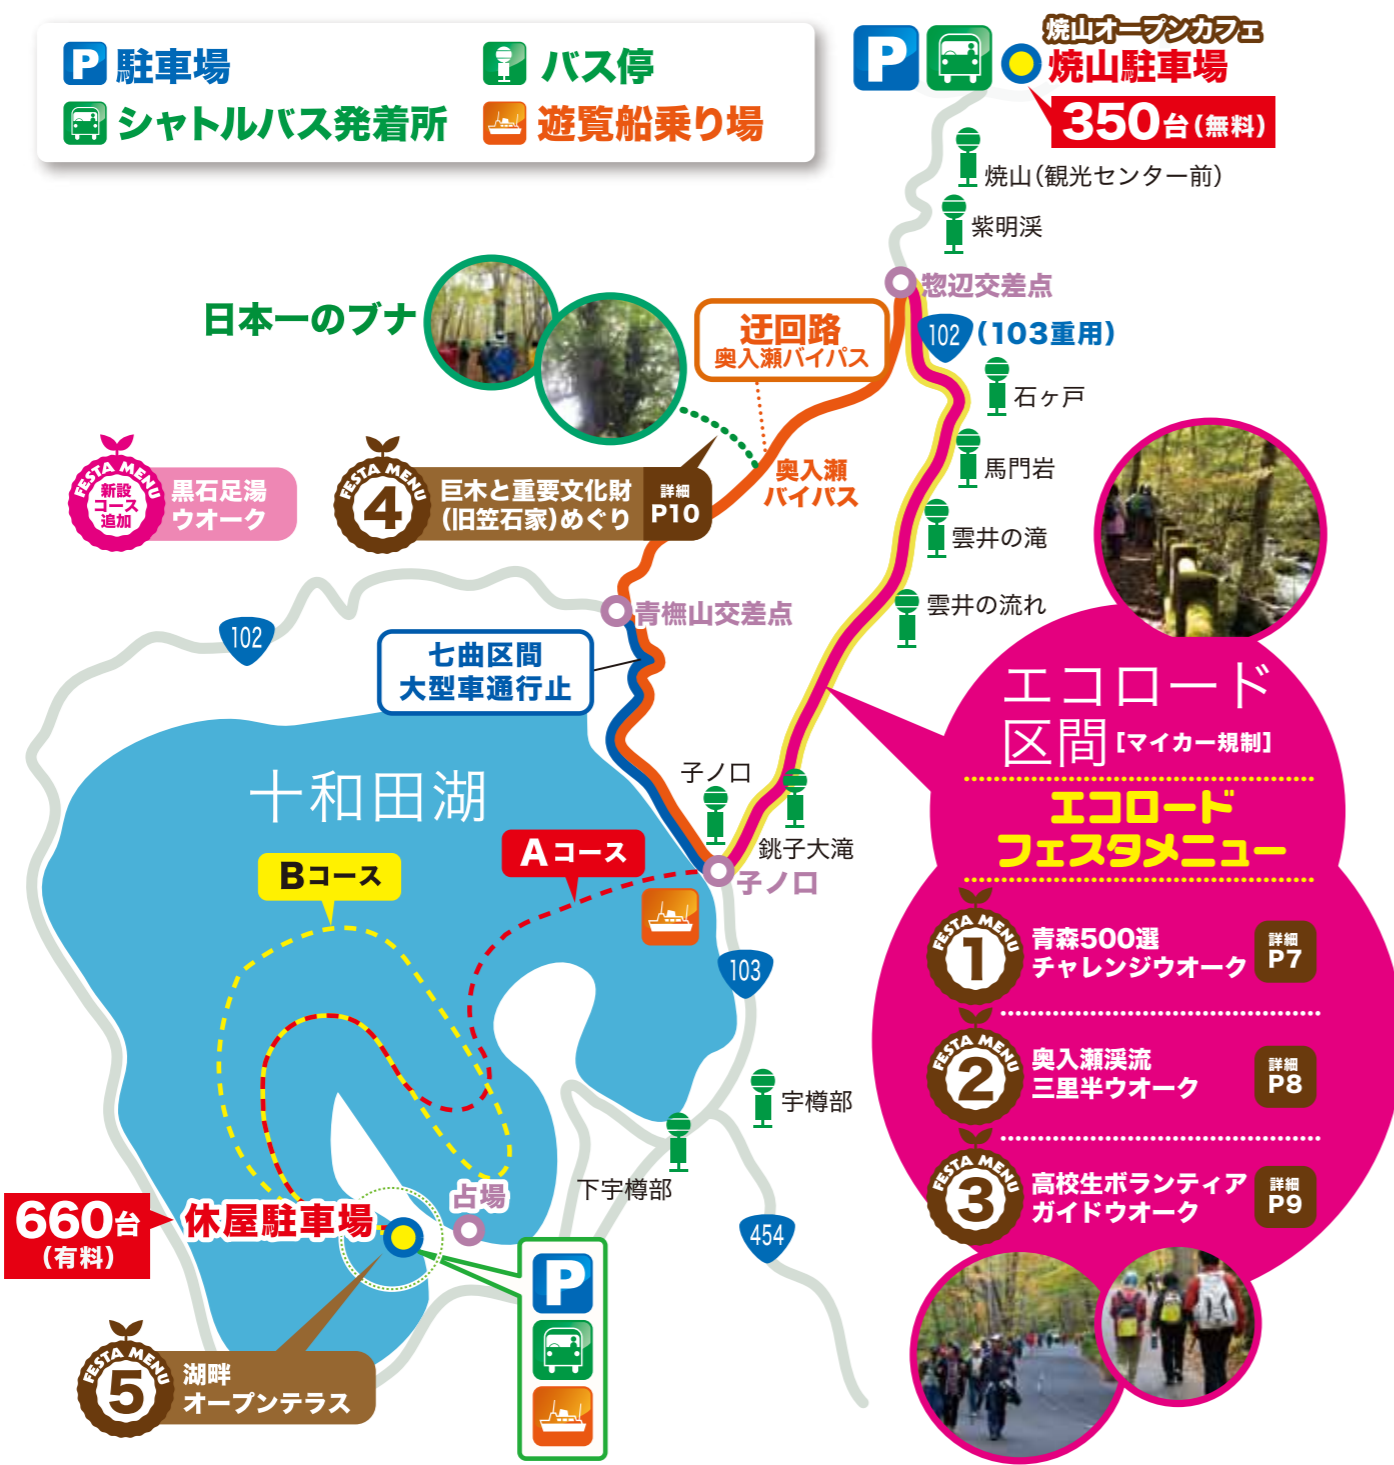 P 駐車場
バス停
シャトルバス発着所
遊覧船乗り場
P
焼山オープンカフェ
焼山駐車場
350台(無料)
焼山(観光センター前)
紫明渓
惣辺交差点
102 (103重用)
日本一のブナ
迂回路
奥入瀬バイパス
石ヶ戸
馬門岩
奥入瀬
バイパス
FESTA MENU
新設
コース
追加
黒石足湯
ウオーク
FESTA MENU
4
巨木と重要文化財
(旧笠石家)めぐり
詳細
P10
雲井の滝
雲井の流れ
青橅山交差点
102
七曲区間
大型車通行止
エコロード
区間 [マイカー規制]
エコロード
フェスタメニュー
十和田湖
子ノ口
銚子大滝
子ノ口
Aコース
Bコース
103
FESTA MENU
1
青森500選
チャレンジウオーク
詳細
P7
FESTA MENU
2
奥入瀬渓流
三里半ウオーク
詳細
P8
FESTA MENU
3
高校生ボランティア
ガイドウオーク
詳細
P9
宇樽部
下宇樽部
454
占場
660台
(有料)
休屋駐車場
P
FESTA MENU
5
湖畔
オープンテラス